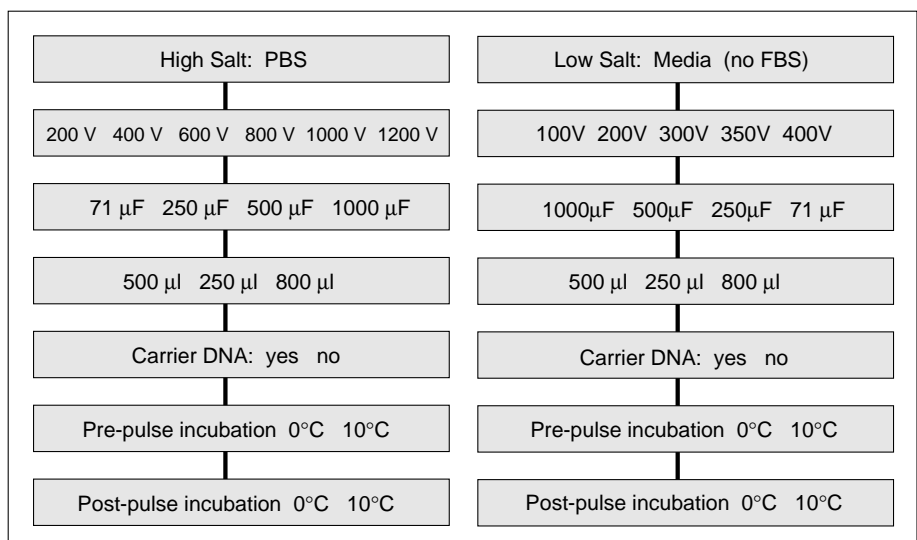 High Salt: PBS
200 V 400 V 600 V 800 V 1000 V 1200 V
71 µF 250 µF 500 µF 1000 µF
500 µl 250 µl 800 µl
Carrier DNA: yes no
Pre-pulse incubation 0°C 10°C
Post-pulse incubation 0°C 10°C
Low Salt: Media (no FBS)
100V 200V 300V 350V 400V
1000µF 500µF 250µF 71 µF
500 µl 250 µl 800 µl
Carrier DNA: yes no
Pre-pulse incubation 0°C 10°C
Post-pulse incubation 0°C 10°C